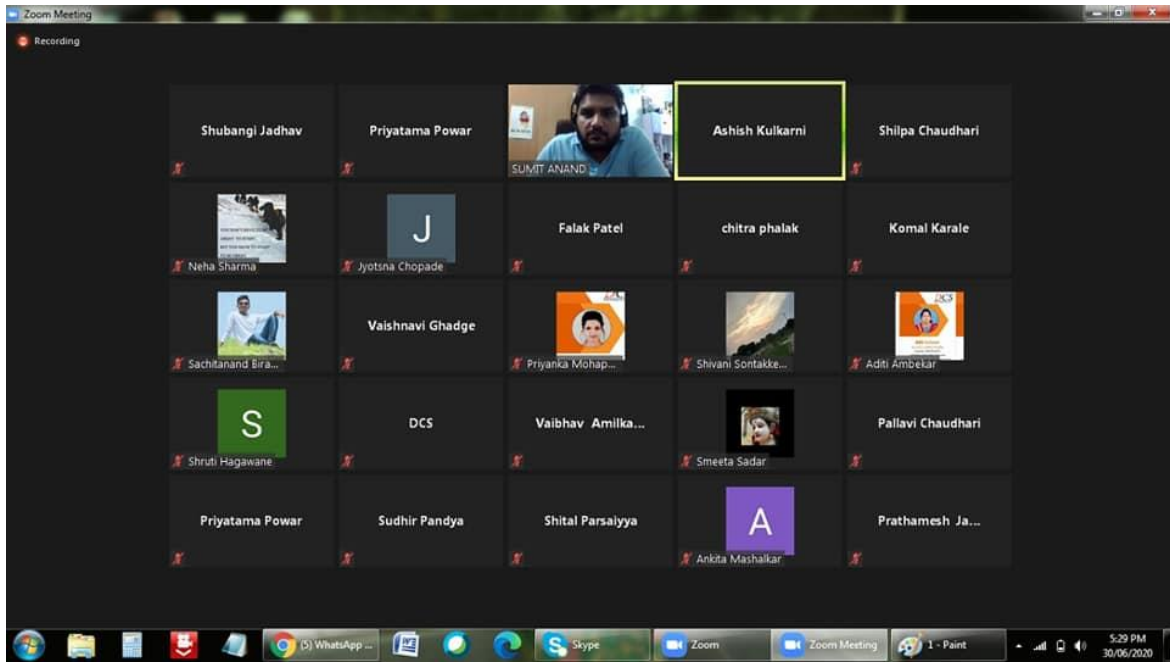 Zoom Meeting
Recording
Shubangi Jadhav
Priyatama Powar
SUMIT ANAND
Ashish Kulkarni
Shilpa Chaudhari
Neha Sharma
J
Jyotsna Chopade
Falak Patel
chitra phalak
Komal Karale
Sachitanand Bira...
Vaishnavi Ghadge
Priyanka Mohap...
Shivani Sontakke...
DCS
Aditi Ambekar
S
Shruti Hagawane
DCS
Vaibhav Amilka...
Smeeta Sadar
Pallavi Chaudhari
Priyatama Powar
Sudhir Pandya
Shital Parsaiyya
A
Ankita Mashalkar
Prathamesh Ja...
(5) WhatsApp ...
Skype
Zoom
Zoom Meeting
1 - Paint
5:29 PM
30/06/2020